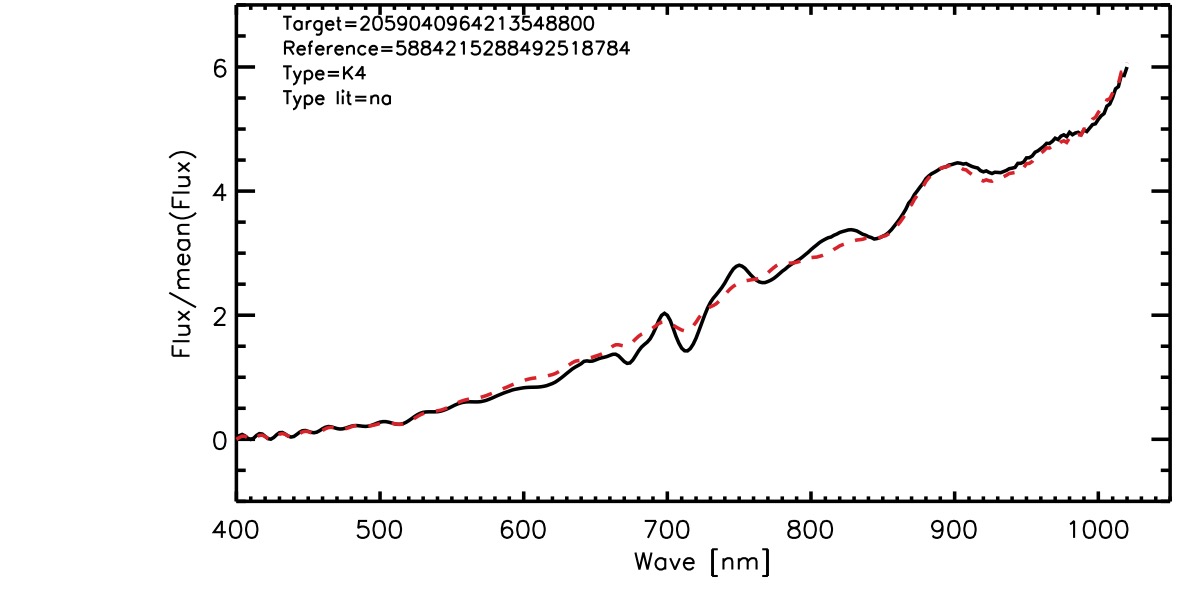 Target=2059040964213548800
Reference=5884215288492518784
Type=K4
Type lit=na
6
4
2
0
Flux/mean(Flux)
400 500 600 700 800 900 1000
Wave [nm]